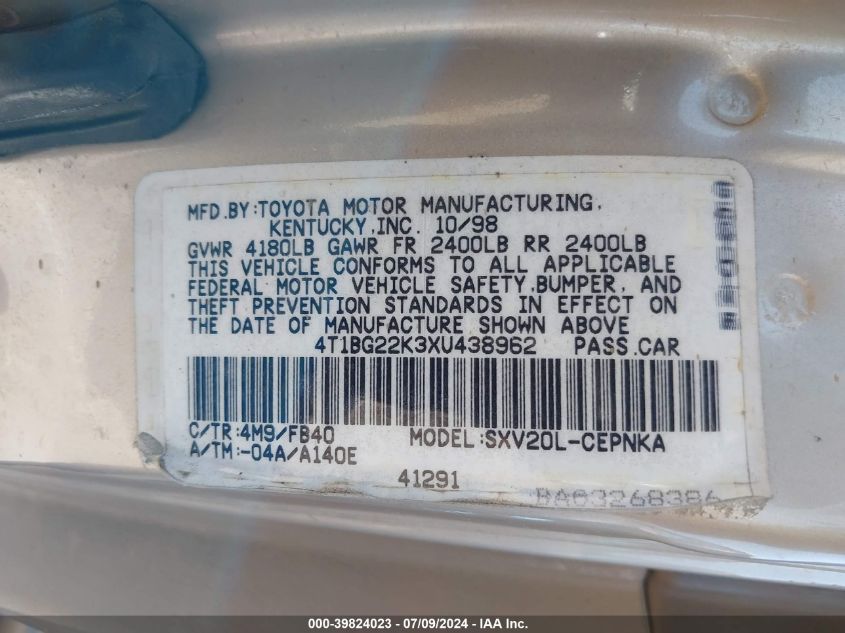 MFD.BY:TOYOTA MOTOR MANUFACTURING,
KENTUCKY,INC. 10/98
GVWR 4180LB GAWR FR 2400LB RR 2400LB
THIS VEHICLE CONFORMS TO ALL APPLICABLE
FEDERAL MOTOR VEHICLE SAFETY,BUMPER, AND
THEFT PREVENTION STANDARDS IN EFFECT ON
THE DATE OF MANUFACTURE SHOWN ABOVE
4T1BG22K3XU438962 PASS.CAR
C/TR:4M9/FB40 MODEL:SXV20L-CEPNKA
A/TM:-04A/A140E
41291
BA03268386
000-39824023 - 07/09/2024 - IAA Inc.